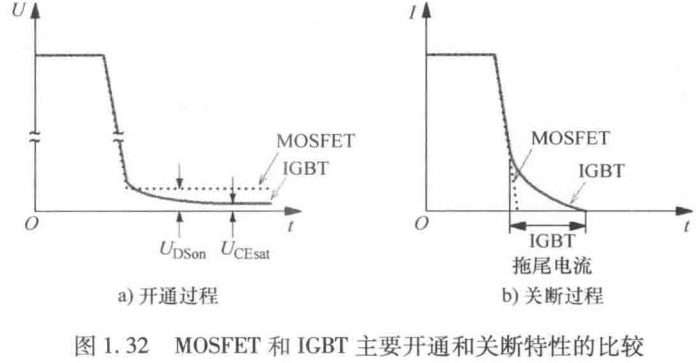 U
MOSFET
IGBT
O
t
U_DSon
U_CEsat
a) 开通过程
I
MOSFET
IGBT
O
t
IGBT
拖尾电流
b) 关断过程
图 1.32 MOSFET 和 IGBT 主要开通和关断特性的比较